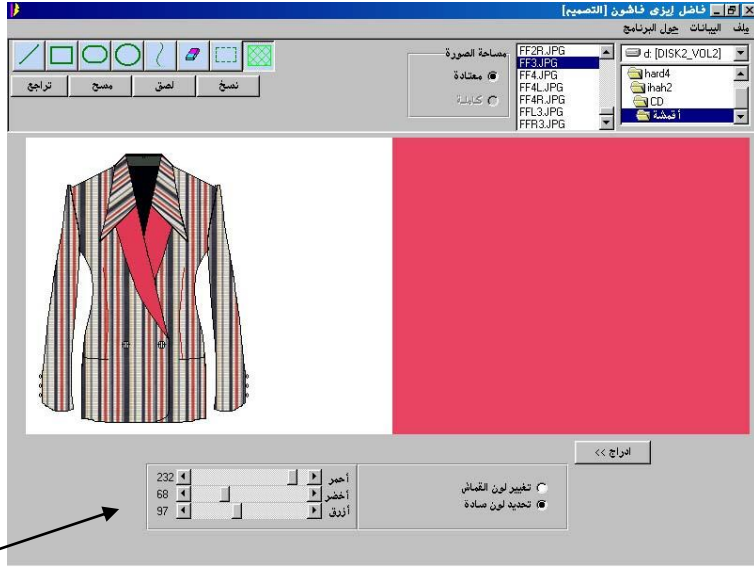 فاضل إيزى فاشون [التصميم]
ملف البيانات حول البرنامج
d: [DISK2_VOL2]
hard4
ihah2
CD
أقمشة
FF2R.JPG
FF3.JPG
FF4.JPG
FF4L.JPG
FF4R.JPG
FFL3.JPG
FFR3.JPG
مساحة الصورة
معتادة
كاملة
نسخ
لصق
مسح
تراجع
ادراج >>
تغيير لون القماش
تحديد لون سادة
أحمر 232
أخضر 68
أزرق 97